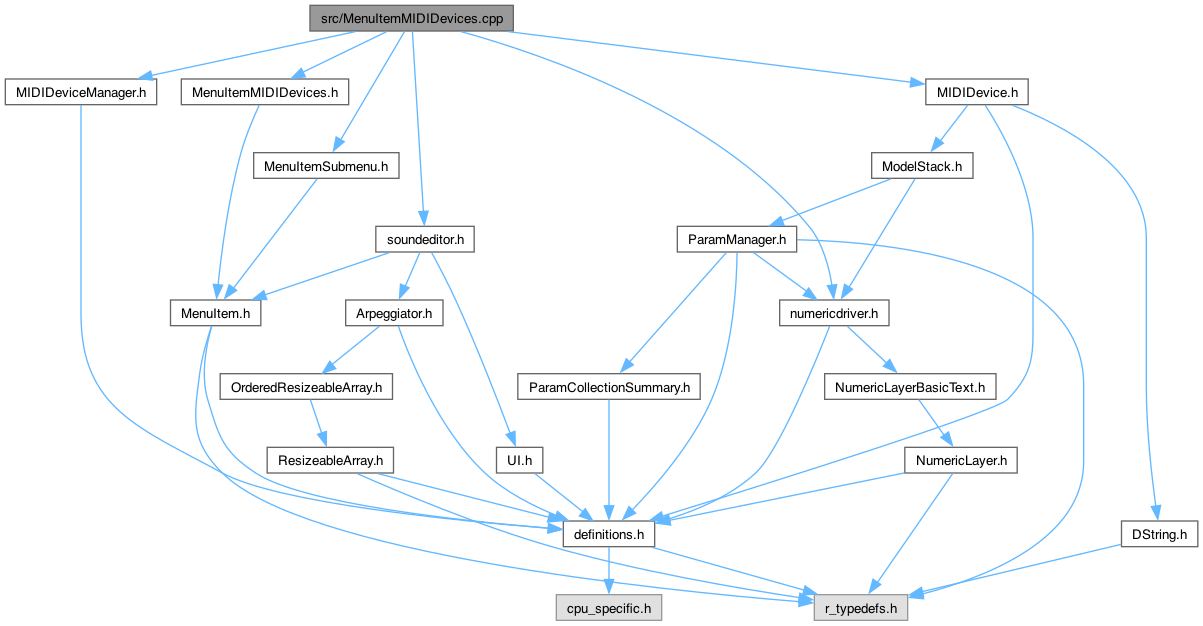 src/MenuItemMIDIDevices.cpp
MIDIDeviceManager.h
MenuItemMIDIDevices.h
MIDIDevice.h
MenuItemSubmenu.h
ModelStack.h
soundeditor.h
ParamManager.h
MenuItem.h
Arpeggiator.h
numericdriver.h
OrderedResizeableArray.h
ParamCollectionSummary.h
NumericLayerBasicText.h
ResizeableArray.h
UI.h
NumericLayer.h
definitions.h
DString.h
cpu_specific.h
r_typedefs.h